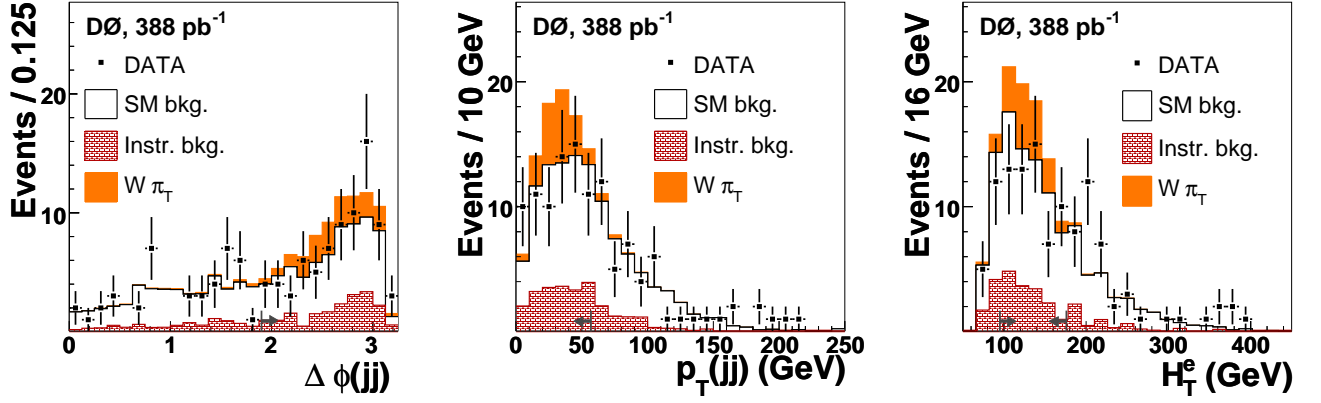 DØ, 388 pb-1
DATA
SM bkg.
Instr. bkg.
W πT
Events / 0.125
20
10
0
1
2
3
Δ ϕ(jj)
DØ, 388 pb-1
DATA
SM bkg.
Instr. bkg.
W πT
Events / 10 GeV
20
10
0
50
100
150
200
250
pT(jj) (GeV)
DØ, 388 pb-1
DATA
SM bkg.
Instr. bkg.
W πT
Events / 16 GeV
20
10
100
200
300
400
HTe (GeV)